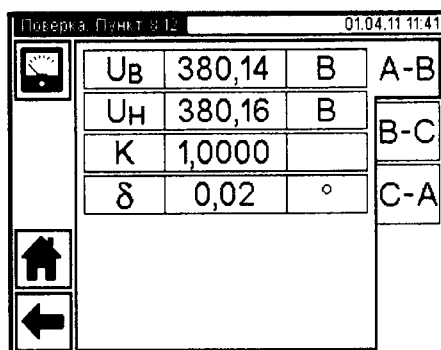 Поверка. Пункт 8.12 01.04.11 11:41
Uв 380,14 В A-B
Uн 380,16 В B-C
K 1,0000
δ 0,02 ° C-A